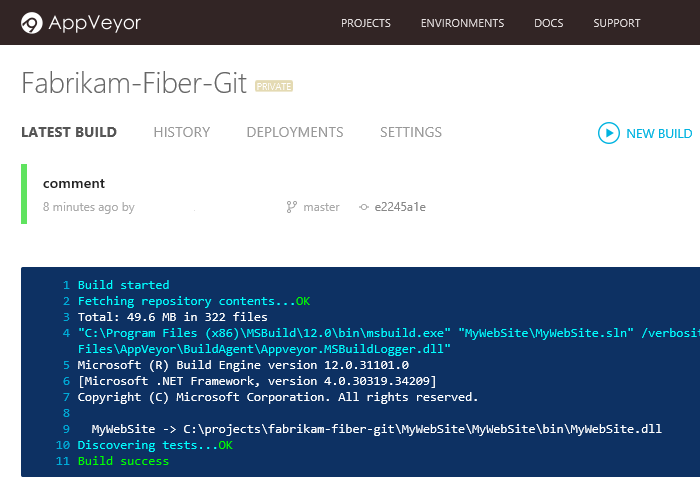 AppVeyor PROJECTS ENVIRONMENTS DOCS SUPPORT
Fabrikam-Fiber-Git PRIVATE
LATEST BUILD HISTORY DEPLOYMENTS SETTINGS NEW BUILD
comment
8 minutes ago by master e2245a1e
1 Build started
2 Fetching repository contents...OK
3 Total: 49.6 MB in 322 files
4 "C:\Program Files (x86)\MSBuild\12.0\bin\msbuild.exe" "MyWebSite\MyWebSite.sln" /verbosit
Files\AppVeyor\BuildAgent\Appveyor.MSBuildLogger.dll"
5 Microsoft (R) Build Engine version 12.0.31101.0
6 [Microsoft .NET Framework, version 4.0.30319.34209]
7 Copyright (C) Microsoft Corporation. All rights reserved.
8
9 MyWebSite -> C:\projects\fabrikam-fiber-git\MyWebSite\MyWebSite\bin\MyWebSite.dll
10 Discovering tests...OK
11 Build success